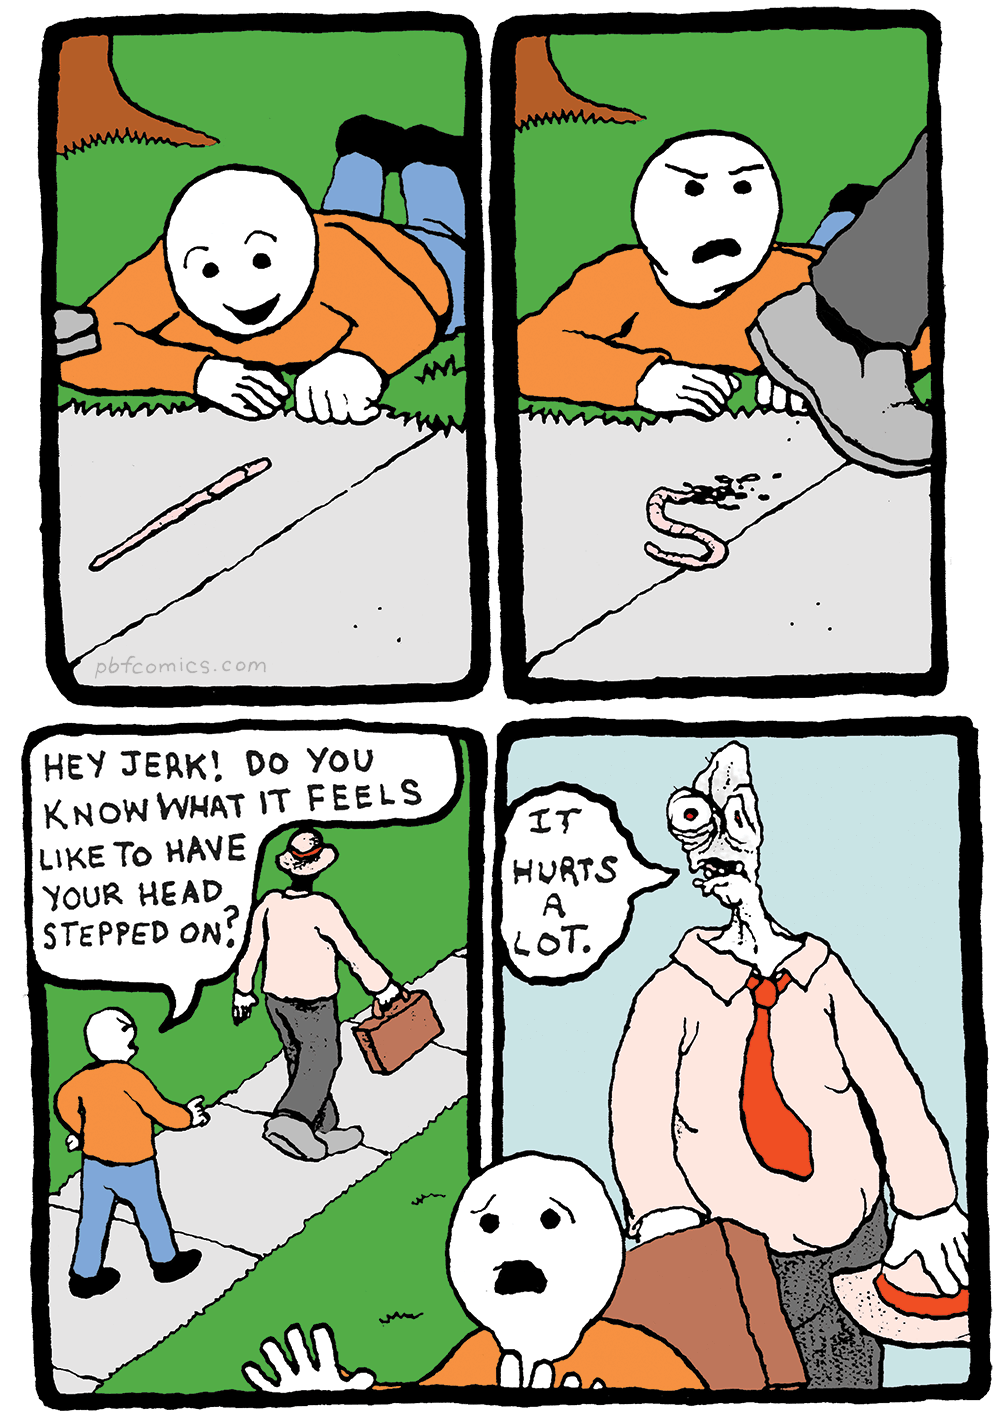 pbfcomics.com
HEY JERK! DO YOU
KNOW WHAT IT FEELS
LIKE TO HAVE
YOUR HEAD
STEPPED ON?
IT
HURTS
A
LOT.